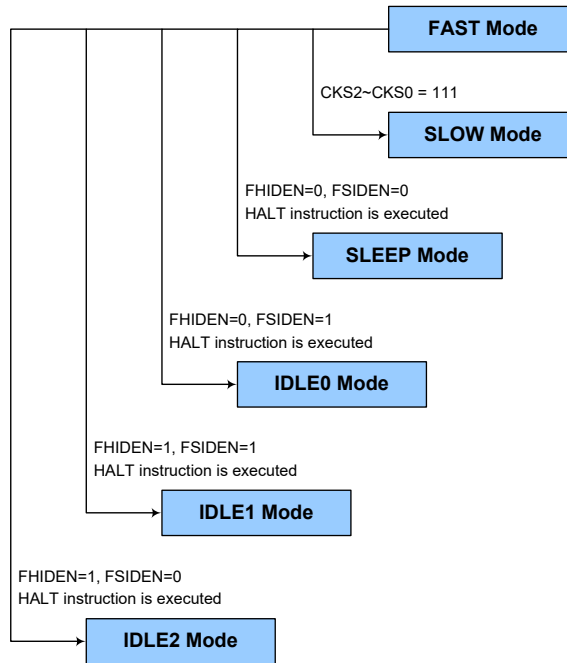 FAST Mode
CKS2~CKS0 = 111
SLOW Mode
FHIDEN=0, FSIDEN=0
HALT instruction is executed
SLEEP Mode
FHIDEN=0, FSIDEN=1
HALT instruction is executed
IDLE0 Mode
FHIDEN=1, FSIDEN=1
HALT instruction is executed
IDLE1 Mode
FHIDEN=1, FSIDEN=0
HALT instruction is executed
IDLE2 Mode